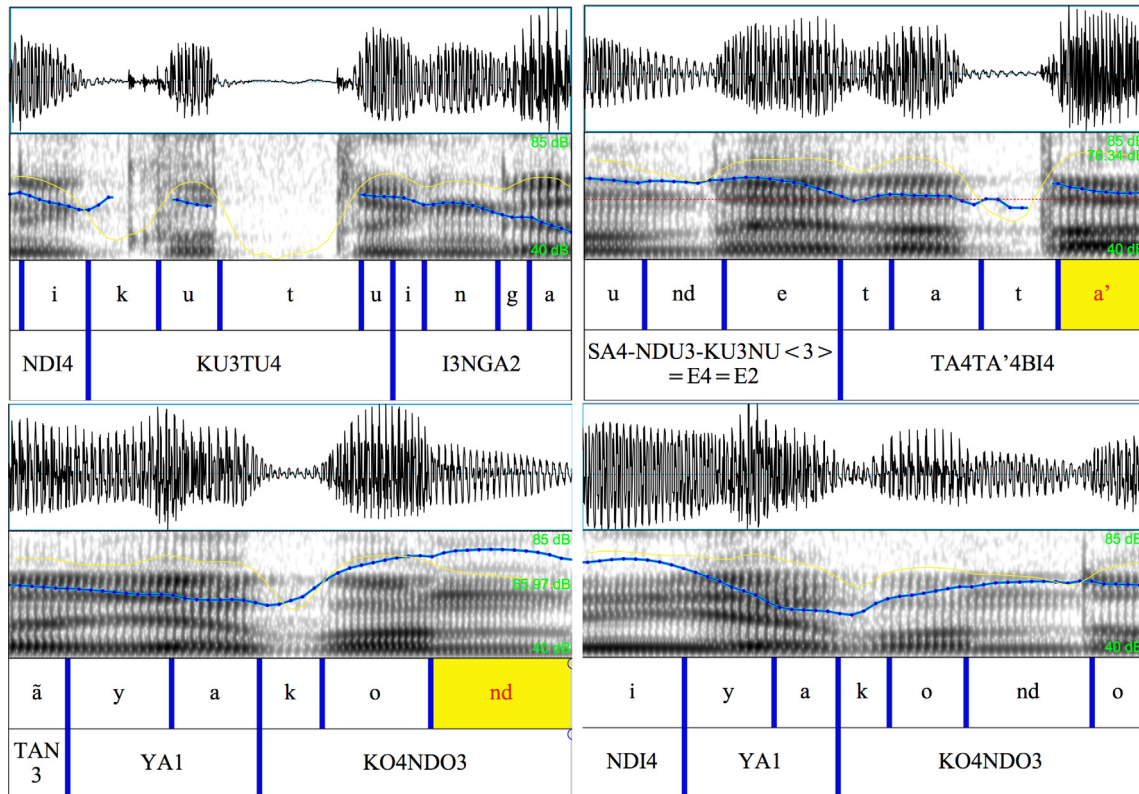 85 dB
40 dB
i k u t u i n g a
NDI4 KU3TU4 I3NGA2
85 dB
76.34 dB
40 dB
u nd e t a t a’
SA4-NDU3-KU3NU<3>
=E4=E2 TA4TA’4BI4
85 dB
65.97 dB
40 dB
ã y a k o nd
TAN
3 YA1 KO4NDO3
85 dB
40 dB
i y a k o nd o
NDI4 YA1 KO4NDO3